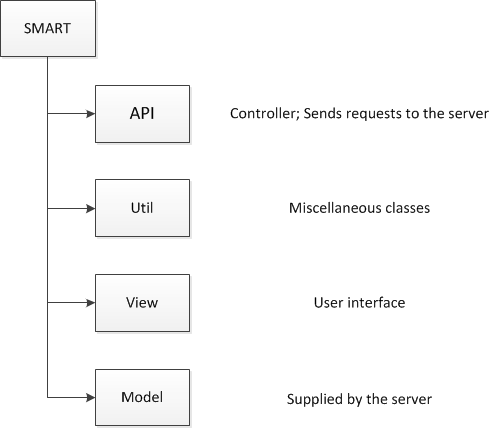 SMART
API
Controller; Sends requests to the server
Util
Miscellaneous classes
View
User interface
Model
Supplied by the server